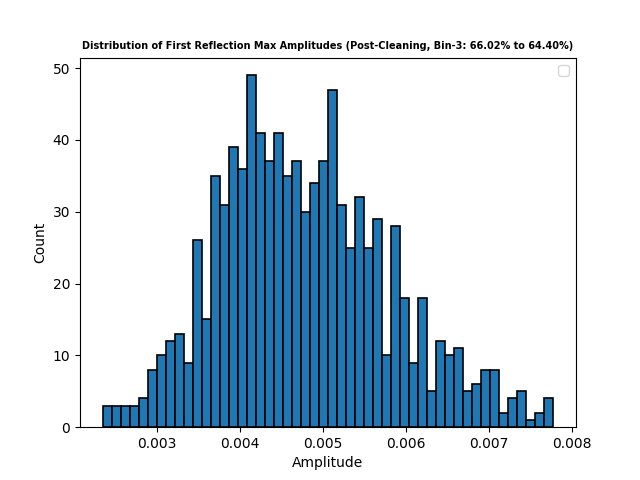 Distribution of First Reflection Max Amplitudes (Post-Cleaning, Bin-3: 66.02% to 64.40%)
50
40
30
20
10
0
Count
0.003 0.004 0.005 0.006 0.007 0.008
Amplitude